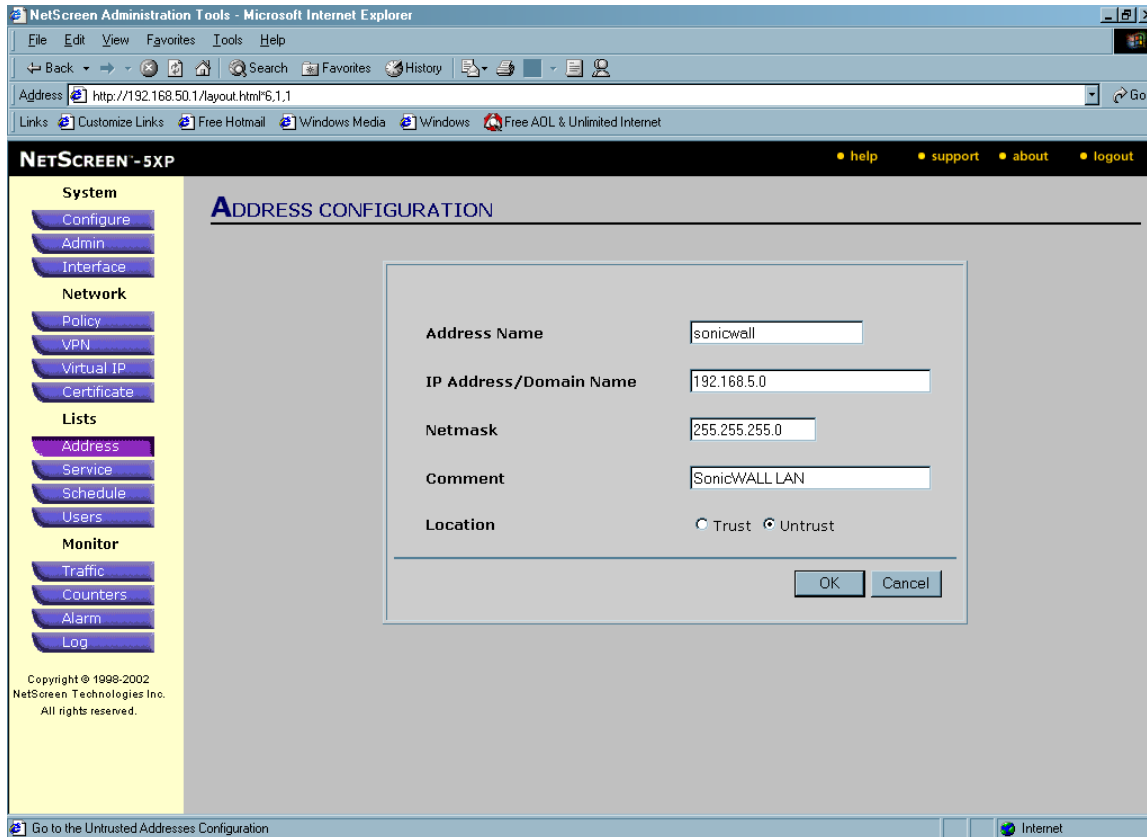 NetScreen Administration Tools - Microsoft Internet Explorer
File Edit View Favorites Tools Help
Back Search Favorites History
Address http://192.168.50.1/layout.html*6,1,1 Go
Links Customize Links Free Hotmail Windows Media Windows Free AOL & Unlimited Internet
NETSCREEN™-5XP help support about logout
System
Configure
Admin
Interface
Network
Policy
VPN
Virtual IP
Certificate
Lists
Address
Service
Schedule
Users
Monitor
Traffic
Counters
Alarm
Log
Copyright © 1998-2002
NetScreen Technologies Inc.
All rights reserved.
ADDRESS CONFIGURATION
Address Name sonicwall
IP Address/Domain Name 192.168.5.0
Netmask 255.255.255.0
Comment SonicWALL LAN
Location Trust Untrust
OK Cancel
Go to the Untrusted Addresses Configuration Internet